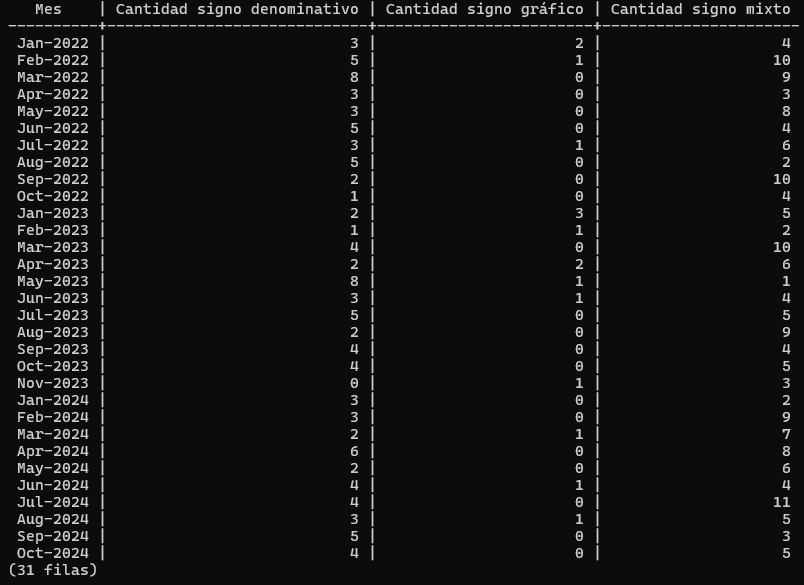 Mes | Cantidad signo denominativo | Cantidad signo gráfico | Cantidad signo mixto
----------+-----------------------------+------------------------+----------------------
Jan-2022 | 3 | 2 | 4
Feb-2022 | 5 | 1 | 10
Mar-2022 | 8 | 0 | 9
Apr-2022 | 3 | 0 | 3
May-2022 | 3 | 0 | 8
Jun-2022 | 5 | 0 | 4
Jul-2022 | 3 | 1 | 6
Aug-2022 | 5 | 0 | 2
Sep-2022 | 2 | 0 | 10
Oct-2022 | 1 | 0 | 4
Jan-2023 | 2 | 3 | 5
Feb-2023 | 1 | 1 | 2
Mar-2023 | 4 | 0 | 10
Apr-2023 | 2 | 2 | 6
May-2023 | 8 | 1 | 1
Jun-2023 | 3 | 1 | 4
Jul-2023 | 5 | 0 | 5
Aug-2023 | 2 | 0 | 9
Sep-2023 | 4 | 0 | 4
Oct-2023 | 4 | 0 | 5
Nov-2023 | 0 | 1 | 3
Jan-2024 | 3 | 0 | 2
Feb-2024 | 3 | 0 | 9
Mar-2024 | 2 | 1 | 7
Apr-2024 | 6 | 0 | 8
May-2024 | 2 | 0 | 6
Jun-2024 | 4 | 1 | 4
Jul-2024 | 4 | 0 | 11
Aug-2024 | 3 | 1 | 5
Sep-2024 | 5 | 0 | 3
Oct-2024 | 4 | 0 | 5
(31 filas)